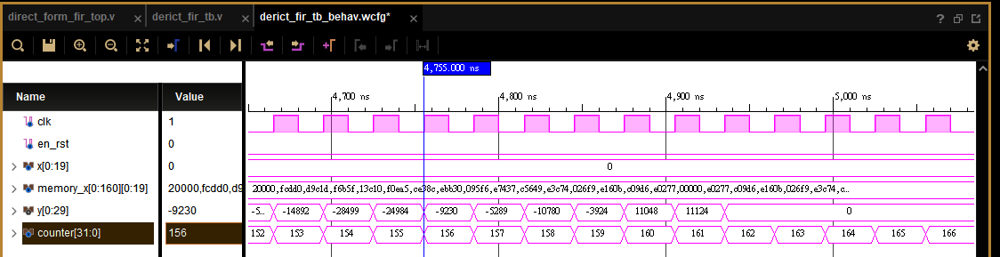 direct_form_fir_top.v × derict_fir_tb.v × derict_fir_tb_behav.wcfg* ×
?
4,755.000 ns
Name Value
4,700 ns 4,800 ns 4,900 ns 5,000 ns
clk 1
en_rst 0
x[0:19] 0 0
memory_x[0:160][0:19] 20000,fcdd0,d9 20000,fcdd0,d9c1d,f6b5f,13c10,f0ea5,ce38c,ebb30,095f6,e7437,c5649,e3c74,026f9,e160b,c09d6,e0277,00000,e0277,c09d6,e160b,026f9,e3c74,c…
y[0:29] -9230 -5… -14892 -28499 -24984 -9230 -5289 -10780 -3924 11048 11124 0
counter[31:0] 156 152 153 154 155 156 157 158 159 160 161 162 163 164 165 166